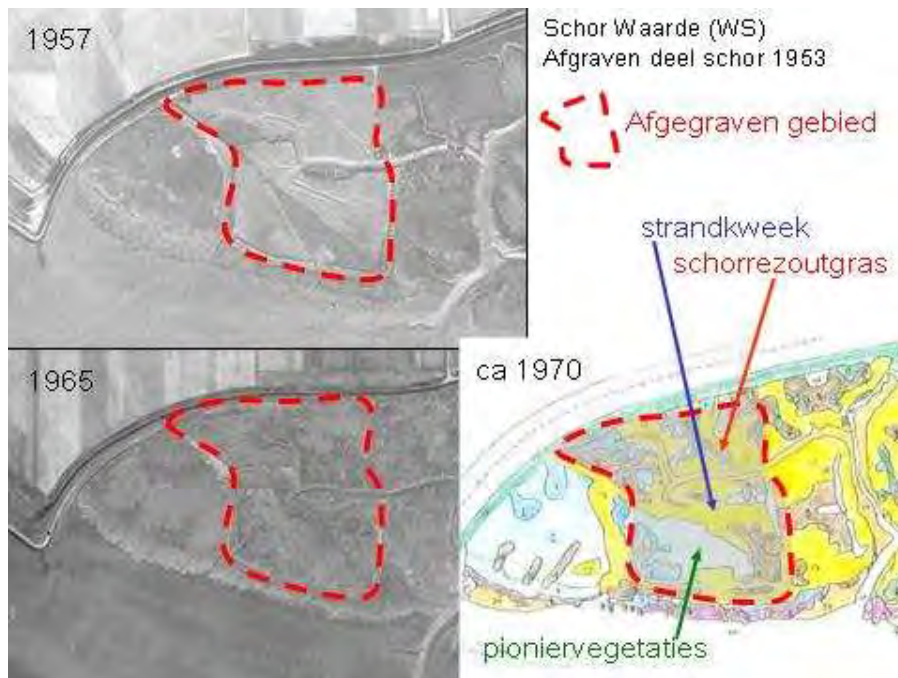 1957
Schor Waarde (WS)
Afgraven deel schor 1953
Afgegraven gebied
strandkweek
schorrezoutgras
1965
ca 1970
pioniervegetaties